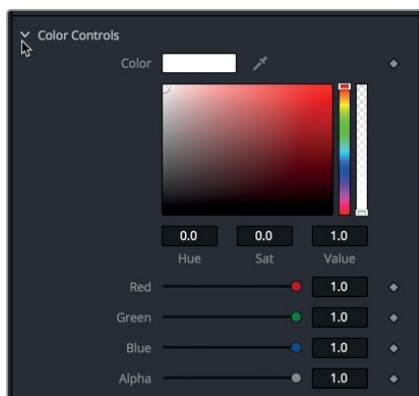 Color Controls
Color
0.0 0.0 1.0
Hue Sat Value
Red 1.0
Green 1.0
Blue 1.0
Alpha 1.0